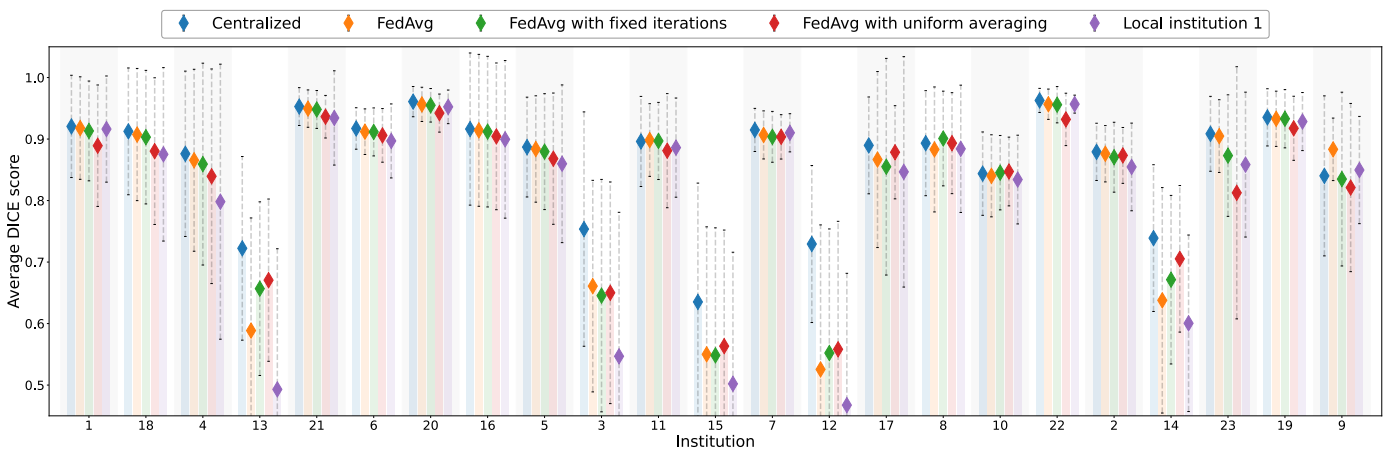 Centralized FedAvg FedAvg with fixed iterations FedAvg with uniform averaging Local institution 1
Average DICE score
1.0
0.9
0.8
0.7
0.6
0.5
1 18 4 13 21 6 20 16 5 3 11 15 7 12 17 8 10 22 2 14 23 19 9
Institution